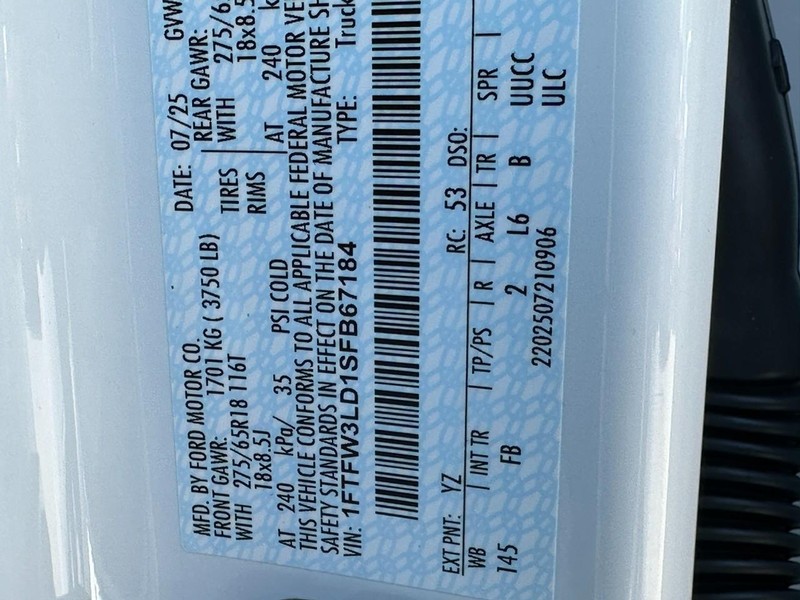 MFD. BY FORD MOTOR CO. DATE: 07/25 GVW
FRONT GAWR: 1701 KG ( 3750 LB) REAR GAWR:
WITH 275/65R18 116T TIRES WITH 275/6
18x8.5J RIMS 18x8.5
AT 240 kPa/ 35 PSI COLD AT 240 k
THIS VEHICLE CONFORMS TO ALL APPLICABLE FEDERAL MOTOR VE
SAFETY STANDARDS IN EFFECT ON THE DATE OF MANUFACTURE SH
VIN: 1FTFW3LD1SFB67184 TYPE: Truck
EXT PNT: YZ RC: 53 DSO:
WB INT TR TP/PS R AXLE TR SPR
145 FB 2 L6 B UUCC
2202507210906 ULC